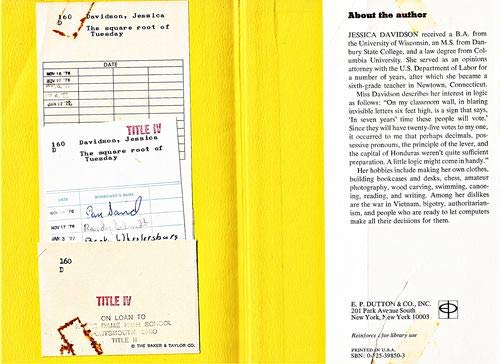 160 Davidson, Jessica
D
The square root of
Tuesday
DATE
NOV 16 '76
NOV 17 '76
JAN 17
TITLE IV
160 Davidson, Jessica
D
The square root of
Tuesday
DATE BORROWER'S NAME
NOV 17 '76
JAN 3 '77
160
D
TITLE IV
ON LOAN TO
DAME HIGH SCHOOL
PORTSMOUTH, OHIO
TITLE II
© THE BAKER & TAYLOR CO.
About the author
JESSICA DAVIDSON received a B.A. from
the University of Wisconsin, an M.S. from Dan-
bury State College, and a law degree from Col-
umbia University. She served as an opinions
attorney with the U.S. Department of Labor for
a number of years, after which she became a
sixth-grade teacher in Newtown, Connecticut.
Miss Davidson describes her interest in logic
as follows: "On my classroom wall, in blaring
invisible letters six feet high, is a sign that says,
'In seven years' time these people will vote.'
Since they will have twenty-five votes to my one,
it occurred to me that perhaps decimals, pos-
sessive pronouns, the principle of the lever, and
the capital of Honduras weren't quite sufficient
preparation. A little logic might come in handy."
Her hobbies include making her own clothes,
building bookcases and desks, chess, amateur
photography, wood carving, swimming, canoe-
ing, reading, and writing. Among her dislikes
are the war in Vietnam, bigotry, authoritarian-
ism, and people who are ready to let computers
make all their decisions for them.
E. P. DUTTON & CO., INC.
201 Park Avenue South
New York, New York 10003
Reinforced for library use
PRINTED IN U.S.A.
SBN: 0-525-39850-3